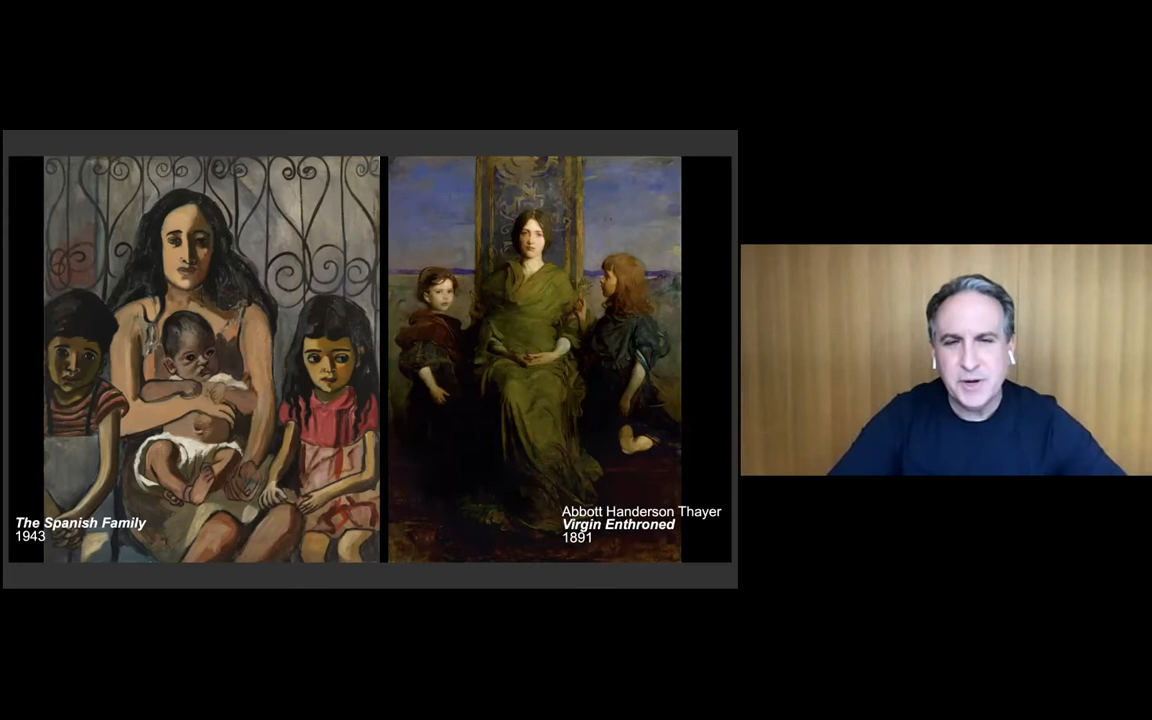 The Spanish Family
1943
Abbott Handerson Thayer
Virgin Enthroned
1891